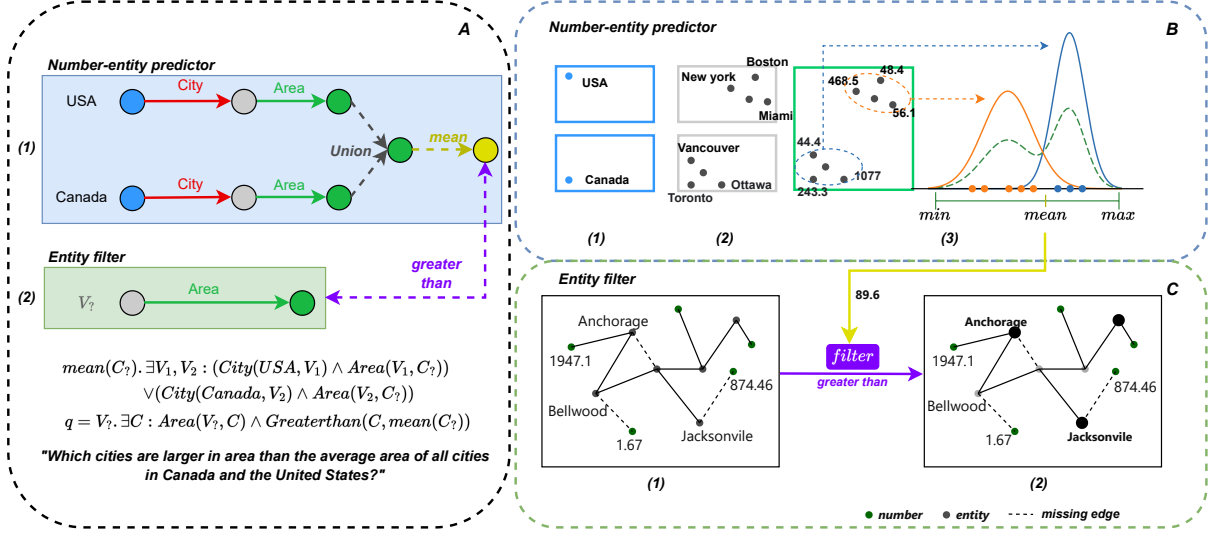 A
Number-entity predictor
USA
City
Area
(1)
Union
mean
Canada
City
Area
Entity filter
greater
than
(2)
V?
Area
mean(C?). ∃V1, V2 : (City(USA, V1) ∧ Area(V1, C?))
∨(City(Canada, V2) ∧ Area(V2, C?))
q = V?. ∃C : Area(V?, C) ∧ Greaterthan(C, mean(C?))
"Which cities are larger in area than the average area of all cities
in Canada and the United States?"
Number-entity predictor
B
USA
Canada
(1)
Boston
New york
Miami
Vancouver
Ottawa
Toronto
(2)
48.4
468.5
56.1
44.4
1077
243.3
min
mean
max
(3)
Entity filter
C
Anchorage
1947.1
874.46
Bellwood
Jacksonvile
1.67
(1)
89.6
filter
greater than
Anchorage
1947.1
874.46
Bellwood
Jacksonvile
1.67
(2)
number
entity
missing edge